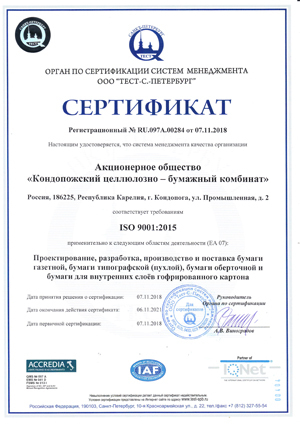 САНКТ-ПЕТЕРБУРГ
ТЕСТ
ОРГАН ПО СЕРТИФИКАЦИИ СИСТЕМ МЕНЕДЖМЕНТА
ООО "ТЕСТ-С.-ПЕТЕРБУРГ"
СЕРТИФИКАТ
Регистрационный № RU.097A.00284 от 07.11.2018
Настоящим удостоверяется, что система менеджмента качества организации
Акционерное общество
«Кондопожский целлюлозно – бумажный комбинат»
Россия, 186225, Республика Карелия, г. Кондопога, ул. Промышленная, д. 2
соответствует требованиям
ISO 9001:2015
применительно к следующим областям деятельности (EA 07):
Проектирование, разработка, производство и поставка бумаги
газетной, бумаги типографской (пухлой), бумаги оберточной и
бумаги для внутренних слоёв гофрированного картона
Дата принятия решения о сертификации: 07.11.2018
Дата окончания действия сертификата: 06.11.2021
Дата первичной сертификации: 07.11.2018
Руководитель
Органа по сертификации
А.В. Виноградов
ACCREDIA
IAF
Partner of
IQNet
Российская Федерация, 190103, Санкт-Петербург, 10-я Красноармейская ул., д. 22, тел./факс +7 (812) 327-55-54